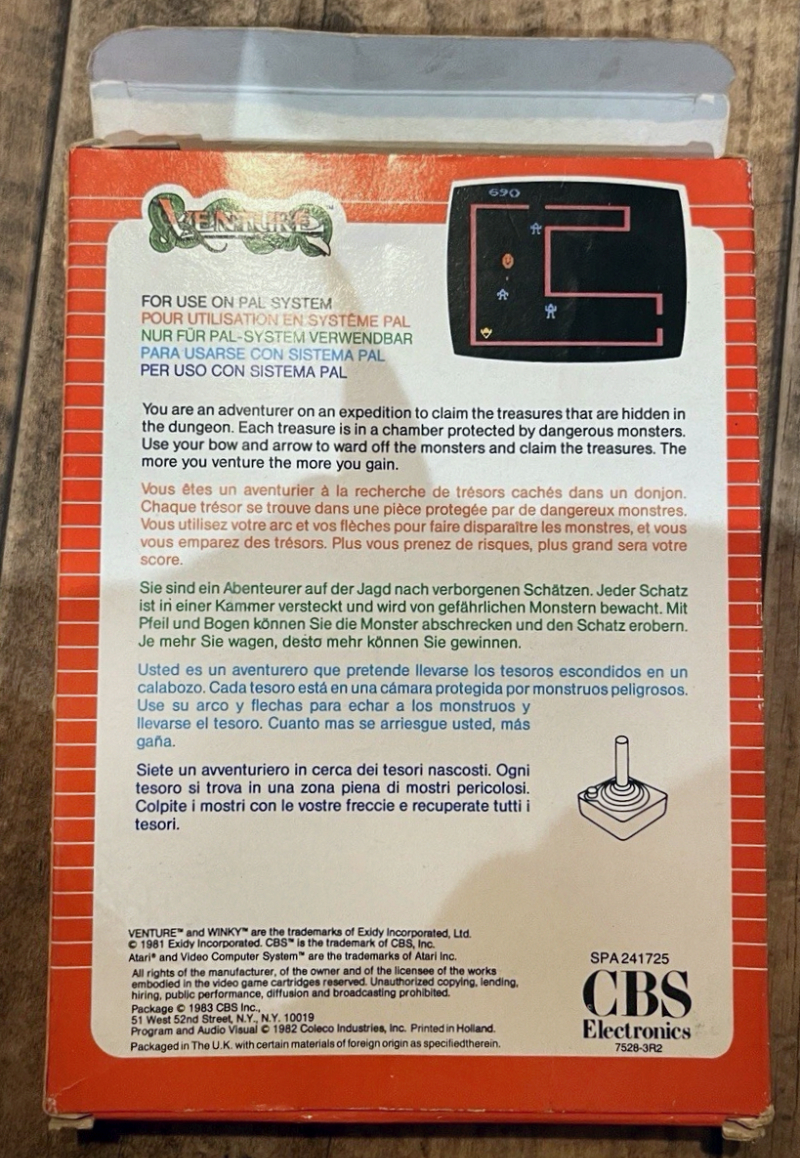 VENTURE™
690
FOR USE ON PAL SYSTEM
POUR UTILISATION EN SYSTÈME PAL
NUR FÜR PAL-SYSTEM VERWENDBAR
PARA USARSE CON SISTEMA PAL
PER USO CON SISTEMA PAL
You are an adventurer on an expedition to claim the treasures that are hidden in
the dungeon. Each treasure is in a chamber protected by dangerous monsters.
Use your bow and arrow to ward off the monsters and claim the treasures. The
more you venture the more you gain.
Vous êtes un aventurier à la recherche de trésors cachés dans un donjon.
Chaque trésor se trouve dans une pièce protegée par de dangereux monstres.
Vous utilisez votre arc et vos flèches pour faire disparaître les monstres, et vous
vous emparez des trésors. Plus vous prenez de risques, plus grand sera votre
score.
Sie sind ein Abenteurer auf der Jagd nach verborgenen Schätzen. Jeder Schatz
ist in einer Kammer versteckt und wird von gefährlichen Monstern bewacht. Mit
Pfeil und Bogen können Sie die Monster abschrecken und den Schatz erobern.
Je mehr Sie wagen, desto mehr können Sie gewinnen.
Usted es un aventurero que pretende llevarse los tesoros escondidos en un
calabozo. Cada tesoro está en una cámara protegida por monstruos peligrosos.
Use su arco y flechas para echar a los monstruos y
llevarse el tesoro. Cuanto mas se arriesgue usted, más
gaña.
Siete un avventuriero in cerca dei tesori nascosti. Ogni
tesoro si trova in una zona piena di mostri pericolosi.
Colpite i mostri con le vostre freccie e recuperate tutti i
tesori.
VENTURE™ and WINKY™ are the trademarks of Exidy Incorporated, Ltd.
© 1981 Exidy Incorporated. CBS™ is the trademark of CBS, Inc.
Atari® and Video Computer System™ are the trademarks of Atari Inc.
All rights of the manufacturer, of the owner and of the licensee of the works
embodied in the video game cartridges reserved. Unauthorized copying, lending,
hiring, public performance, diffusion and broadcasting prohibited.
Package © 1983 CBS Inc.,
51 West 52nd Street, N.Y., N.Y. 10019
Program and Audio Visual © 1982 Coleco Industries, Inc. Printed in Holland.
Packaged in The U.K. with certain materials of foreign origin as specifiedtherein.
SPA 241725
CBS
Electronics
7528-3R2